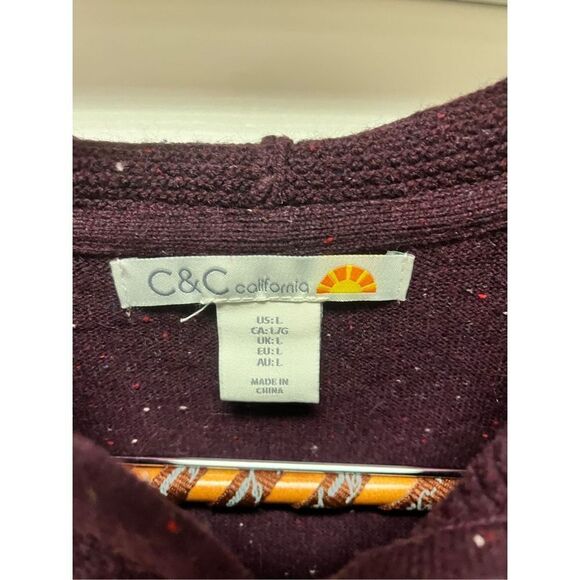 C&C california
US: L
CA: L/G
UK: L
EU: L
AU: L
MADE IN
CHINA